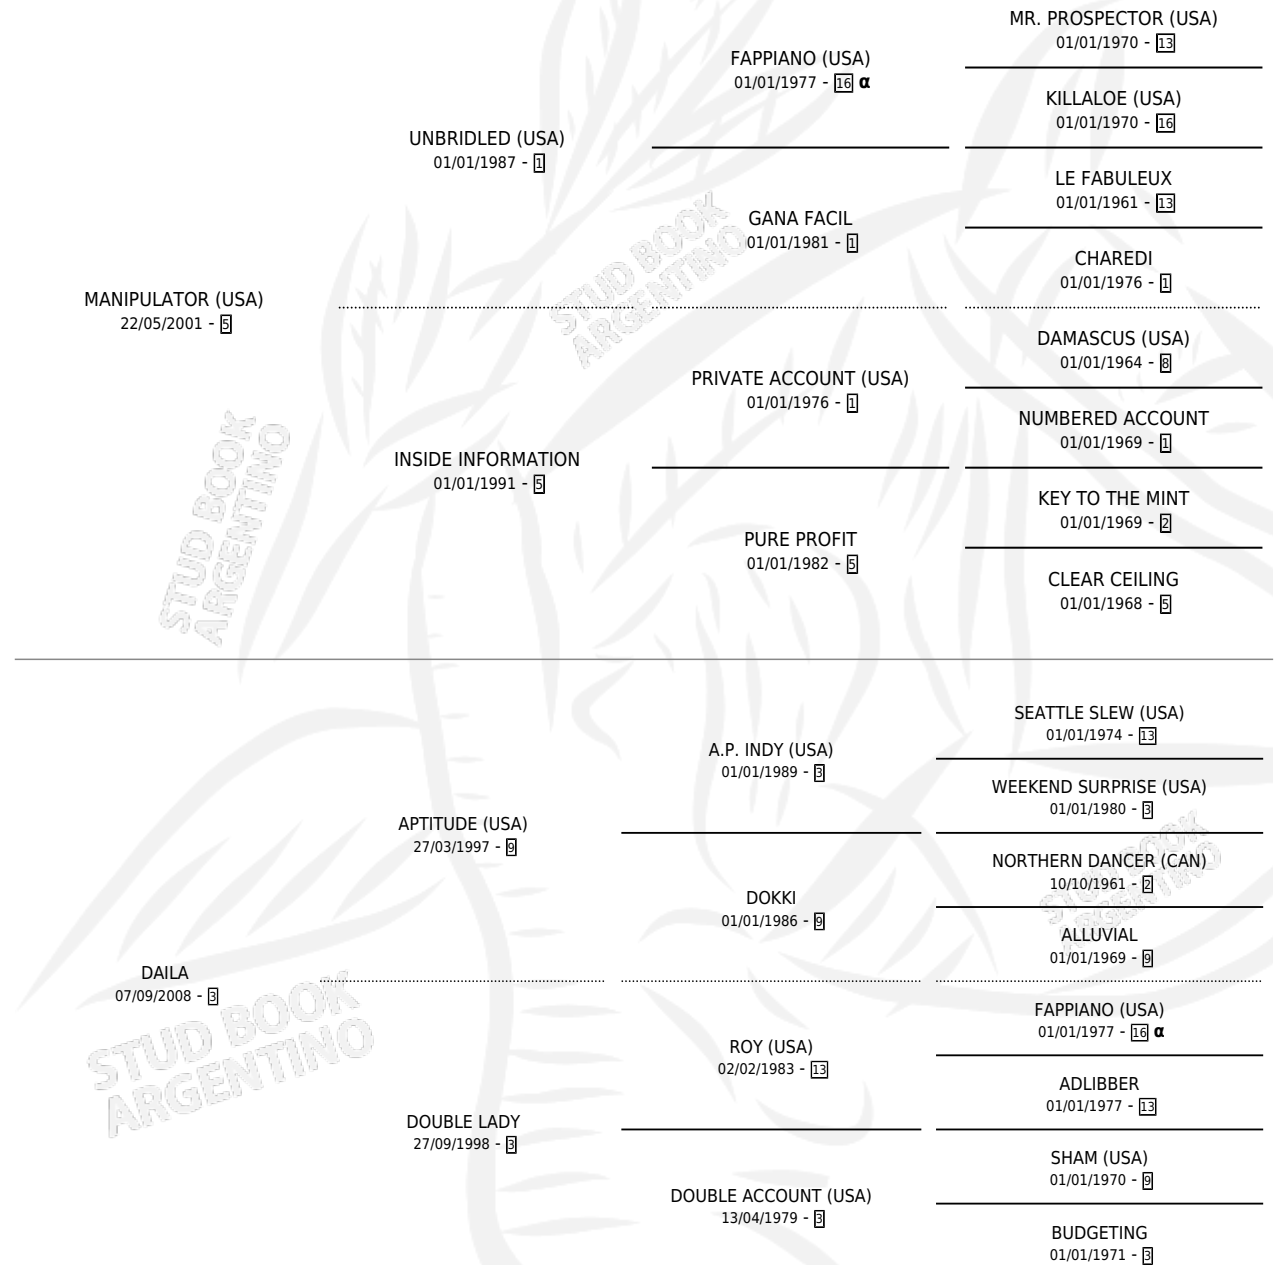 MR. PROSPECTOR (USA)
01/01/1970 - 13
FAPPIANO (USA)
01/01/1977 - 16 α
KILLALOE (USA)
01/01/1970 - 16
UNBRIDLED (USA)
01/01/1987 - 1
LE FABULEUX
01/01/1961 - 13
GANA FACIL
01/01/1981 - 1
CHAREDI
01/01/1976 - 1
MANIPULATOR (USA)
22/05/2001 - 5
DAMASCUS (USA)
01/01/1964 - 8
PRIVATE ACCOUNT (USA)
01/01/1976 - 1
NUMBERED ACCOUNT
01/01/1969 - 1
INSIDE INFORMATION
01/01/1991 - 5
KEY TO THE MINT
01/01/1969 - 2
PURE PROFIT
01/01/1982 - 5
CLEAR CEILING
01/01/1968 - 5
STUD BOOK
ARGENTINO
STUD BOOK
ARGENTINO
SEATTLE SLEW (USA)
01/01/1974 - 13
A.P. INDY (USA)
01/01/1989 - 3
WEEKEND SURPRISE (USA)
01/01/1980 - 3
APTITUDE (USA)
27/03/1997 - 9
NORTHERN DANCER (CAN)
10/10/1961 - 2
DOKKI
01/01/1986 - 9
ALLUVIAL
01/01/1969 - 9
DAILA
07/09/2008 - 3
FAPPIANO (USA)
01/01/1977 - 16 α
ROY (USA)
02/02/1983 - 13
ADLIBBER
01/01/1977 - 13
DOUBLE LADY
27/09/1998 - 3
SHAM (USA)
01/01/1970 - 9
DOUBLE ACCOUNT (USA)
13/04/1979 - 3
BUDGETING
01/01/1971 - 3
STUD BOOK
ARGENTINO
STUD BOOK
ARGENTINO